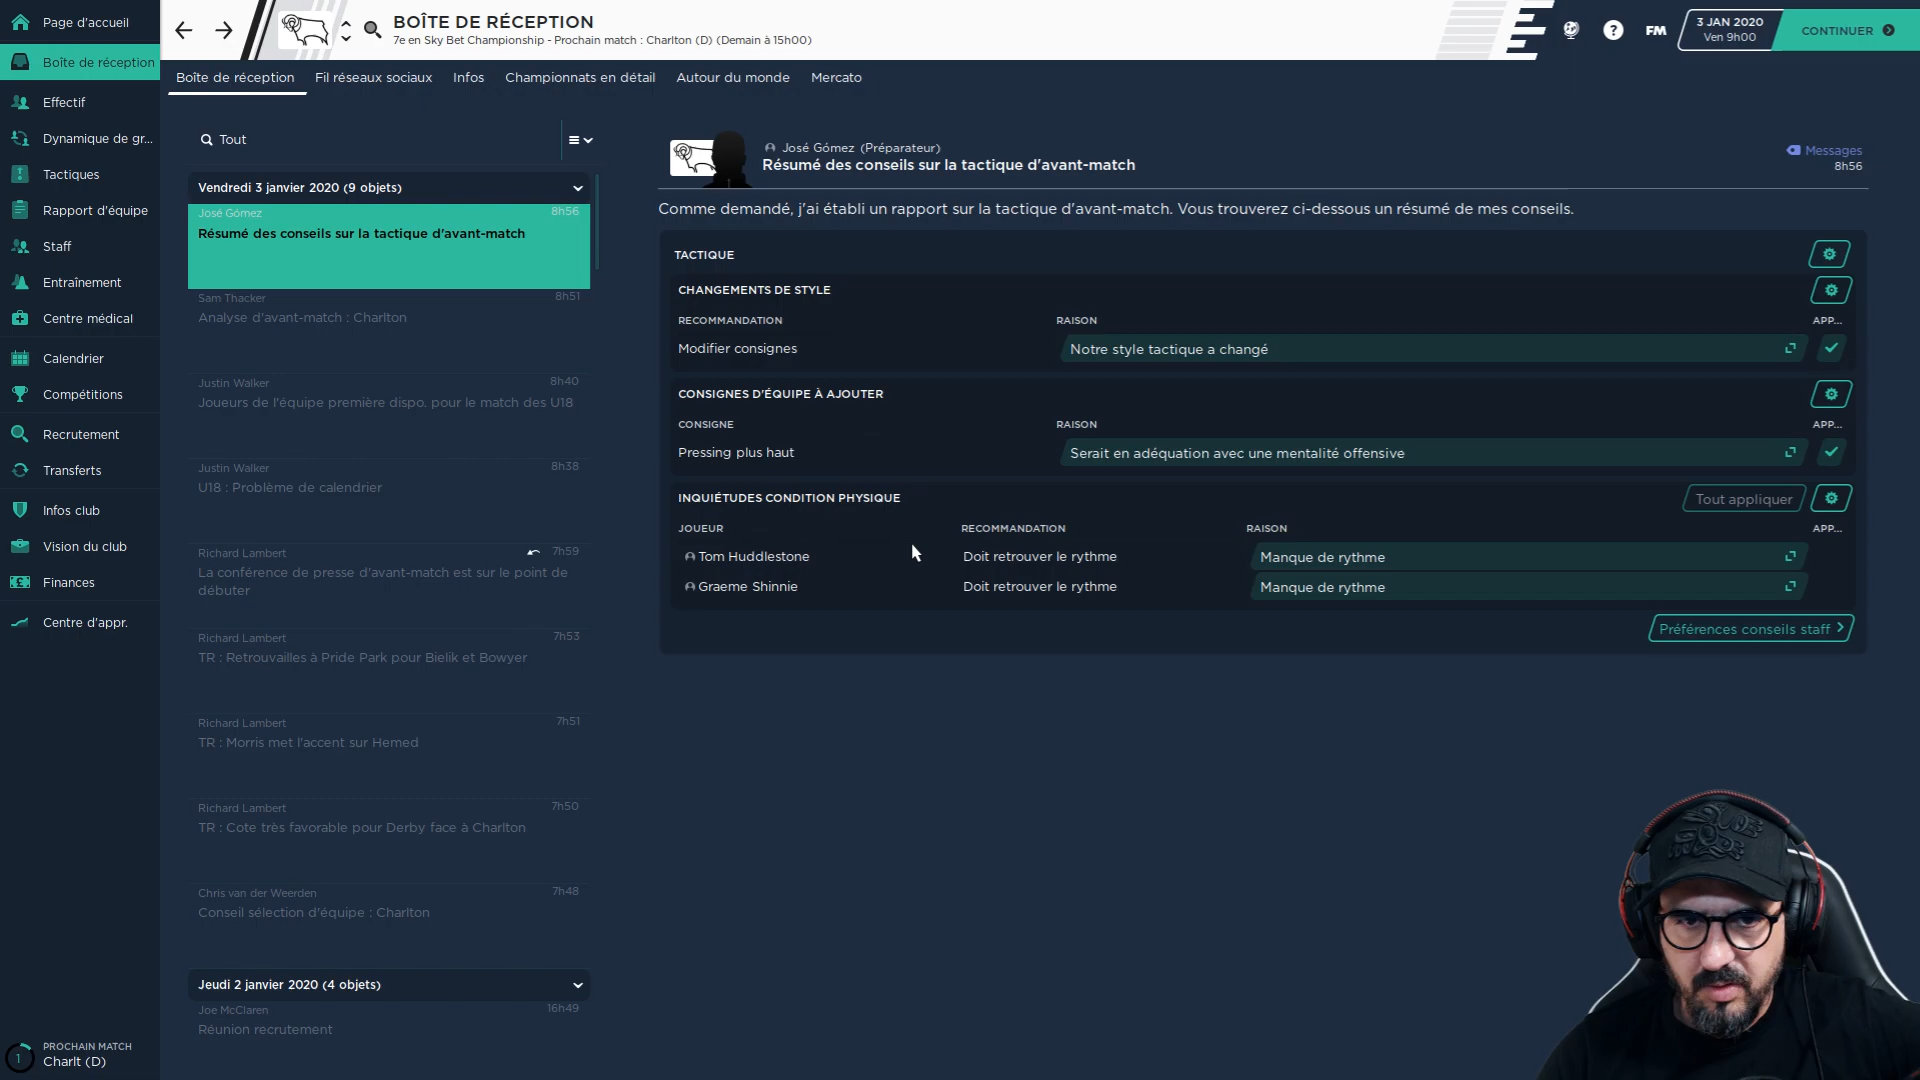 Page d'accueil
Boîte de réception
Effectif
Dynamique de gr...
Tactiques
Rapport d'équipe
Staff
Entraînement
Centre médical
Calendrier
Compétitions
Recrutement
Transferts
Infos club
Vision du club
Finances
Centre d'appr.
1
PROCHAIN MATCH
Charlt (D)
BOÎTE DE RÉCEPTION
7e en Sky Bet Championship - Prochain match : Charlton (D) (Demain à 15h00)
?
FM
3 JAN 2020
Ven 9h00
CONTINUER
Boîte de réception Fil réseaux sociaux Infos Championnats en détail Autour du monde Mercato
Tout
Vendredi 3 janvier 2020 (9 objets)
José Gómez 8h56
Résumé des conseils sur la tactique d'avant-match
Sam Thacker 8h51
Analyse d'avant-match : Charlton
Justin Walker 8h40
Joueurs de l'équipe première dispo. pour le match des U18
Justin Walker 8h38
U18 : Problème de calendrier
Richard Lambert 7h59
La conférence de presse d'avant-match est sur le point de
débuter
Richard Lambert 7h53
TR : Retrouvailles à Pride Park pour Bielik et Bowyer
Richard Lambert 7h51
TR : Morris met l'accent sur Hemed
Richard Lambert 7h50
TR : Cote très favorable pour Derby face à Charlton
Chris van der Weerden 7h48
Conseil sélection d'équipe : Charlton
Jeudi 2 janvier 2020 (4 objets)
Joe McClaren 16h49
Réunion recrutement
José Gómez (Préparateur)
Résumé des conseils sur la tactique d'avant-match
Messages
8h56
Comme demandé, j'ai établi un rapport sur la tactique d'avant-match. Vous trouverez ci-dessous un résumé de mes conseils.
TACTIQUE
CHANGEMENTS DE STYLE
RECOMMANDATION RAISON APP...
Modifier consignes Notre style tactique a changé
CONSIGNES D'ÉQUIPE À AJOUTER
CONSIGNE RAISON APP...
Pressing plus haut Serait en adéquation avec une mentalité offensive
INQUIÉTUDES CONDITION PHYSIQUE Tout appliquer
JOUEUR RECOMMANDATION RAISON APP...
Tom Huddlestone Doit retrouver le rythme Manque de rythme
Graeme Shinnie Doit retrouver le rythme Manque de rythme
Préférences conseils staff